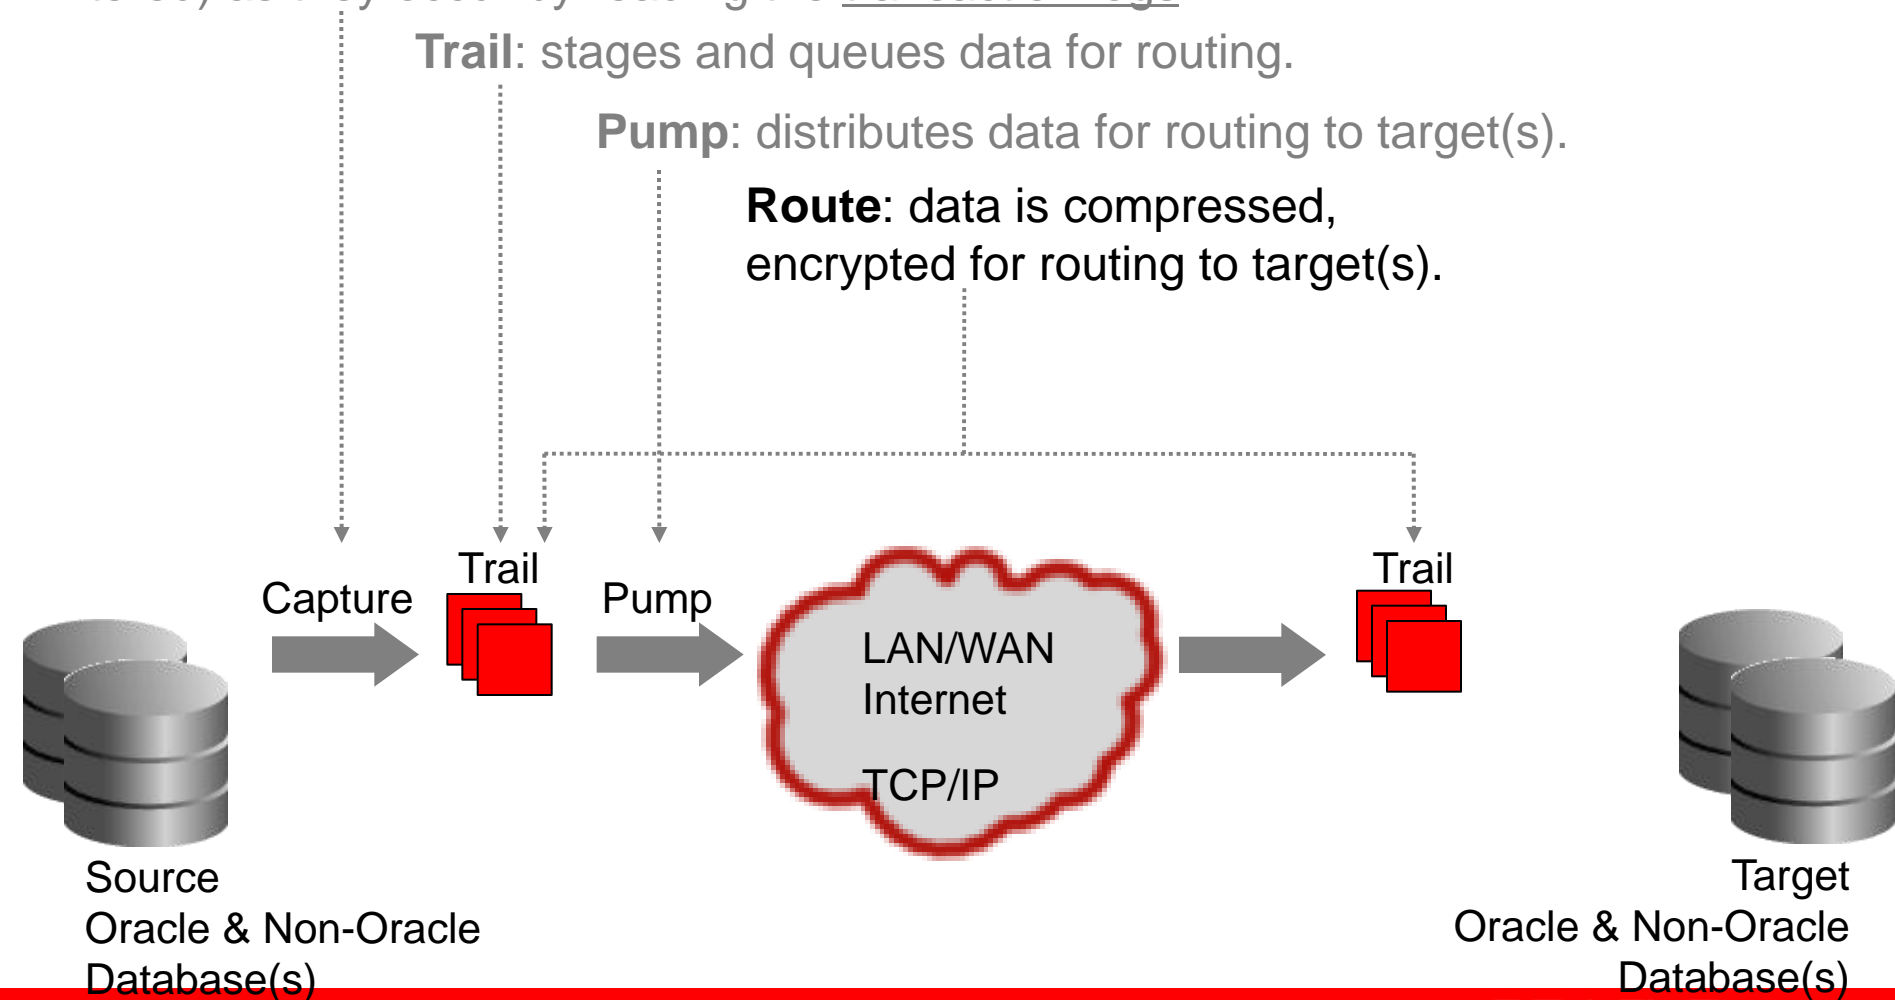 Trail: stages and queues data for routing.
Pump: distributes data for routing to target(s).
Route: data is compressed,
encrypted for routing to target(s).
Capture
Trail
Pump
LAN/WAN
Internet
TCP/IP
Trail
Source
Oracle & Non-Oracle
Database(s)
Target
Oracle & Non-Oracle
Database(s)